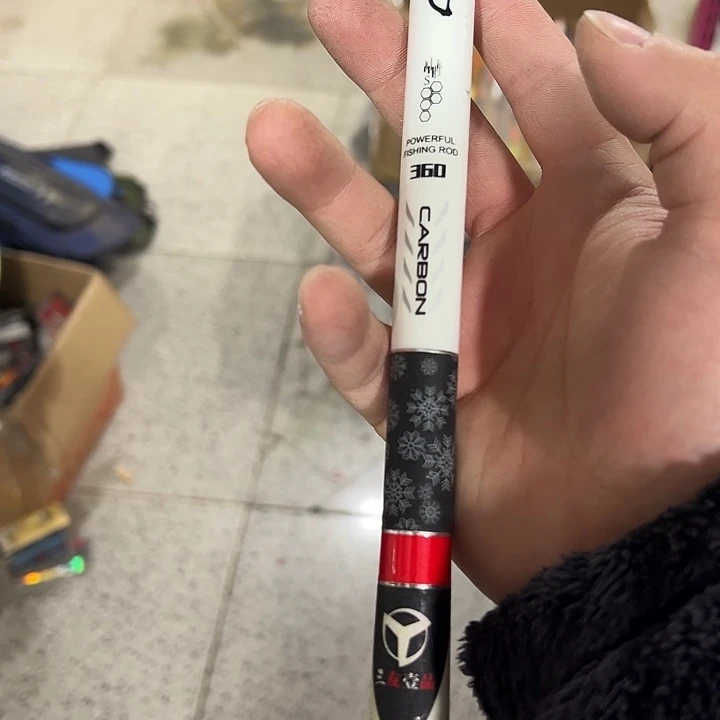 POWERFUL
FISHING ROD
360
CARBON
三友壹品